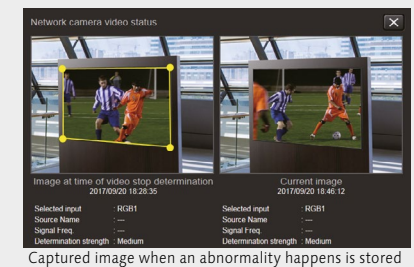 Network camera video status
Image at time of video stop determination
2017/09/20 18:28:35
Selected input : RGB1
Source Name : —
Signal Freq. : —
Determination strength : Medium
Current image
2017/09/20 18:46:12
Selected input : RGB1
Source Name : —
Signal Freq. : —
Determination strength : Medium
Captured image when an abnormality happens is stored